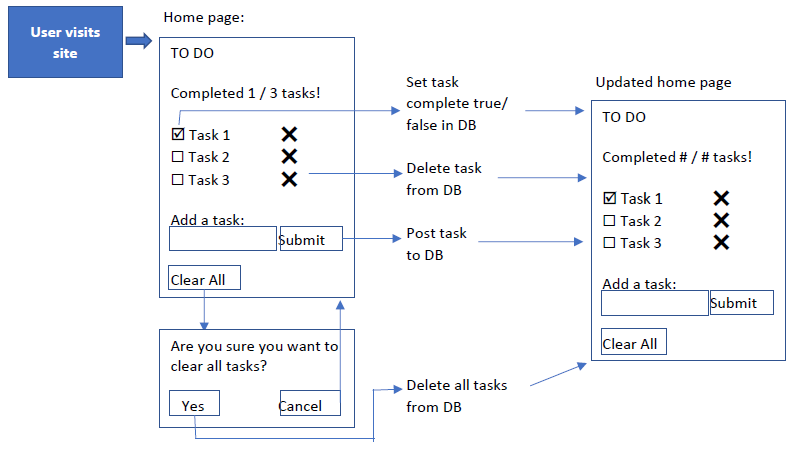 User visits
site
Home page:
TO DO
Completed 1 / 3 tasks!
Task 1
Task 2
Task 3
Add a task:
Submit
Clear All
Are you sure you want to
clear all tasks?
Yes
Cancel
Set task
complete true/
false in DB
Delete task
from DB
Post task
to DB
Delete all tasks
from DB
Updated home page
TO DO
Completed # / # tasks!
Task 1
Task 2
Task 3
Add a task:
Submit
Clear All